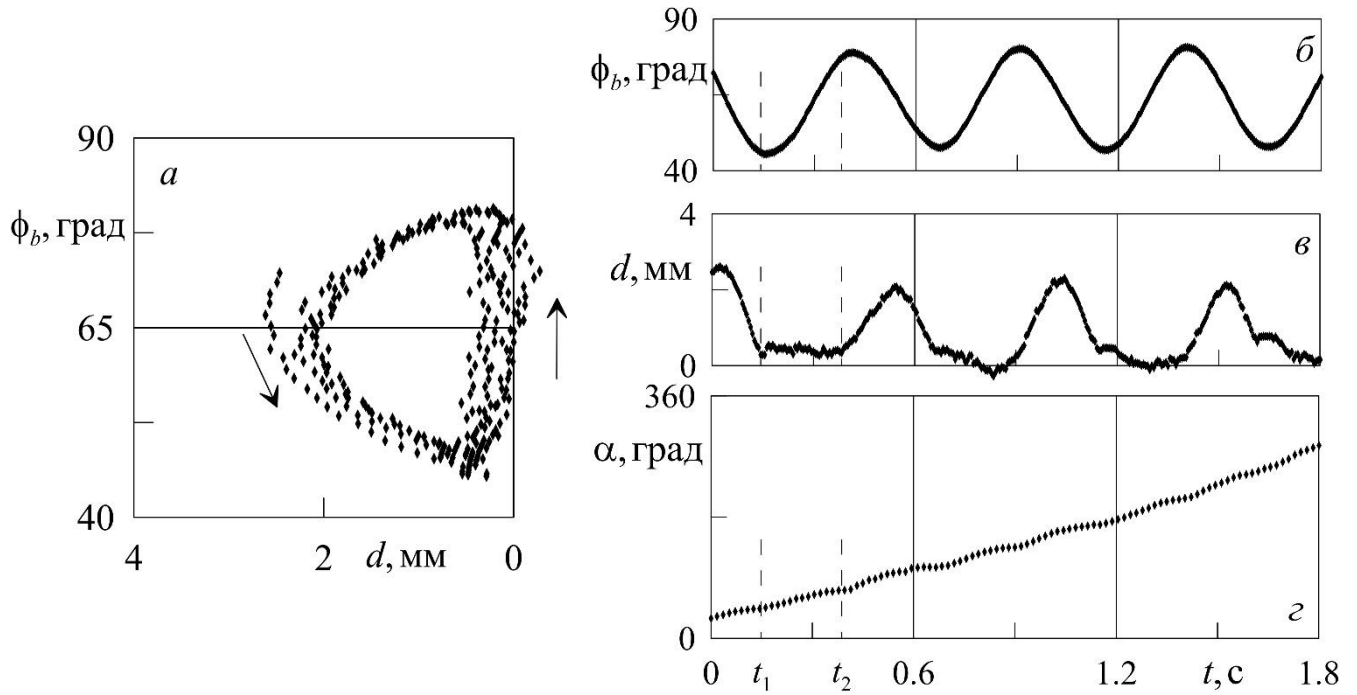 90
а
ϕb, град
65
40
4
2
d, мм
0
90
б
ϕb, град
40
4
в
d, мм
0
360
α, град
г
0
0
t1
t2
0.6
1.2
t, с
1.8